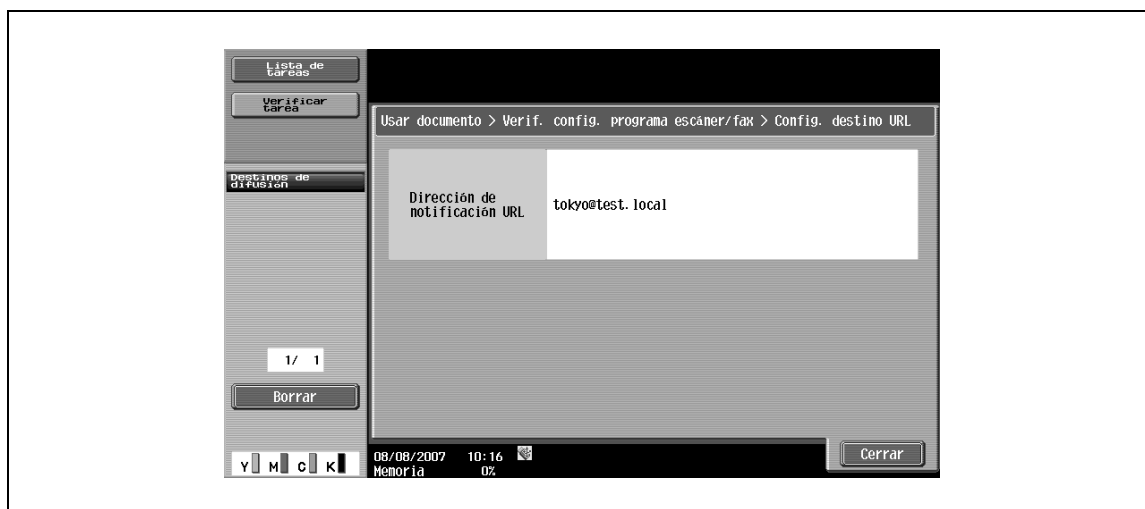 Lista de
tareas
Verificar
tarea
Usar documento > Verif. config. programa escáner/fax > Config. destino URL
Destinos de
difusión
Dirección de
notificación URL
tokyo@test.local
1/ 1
Borrar
Y M C K
08/08/2007 10:16
Memoria 0%
Cerrar